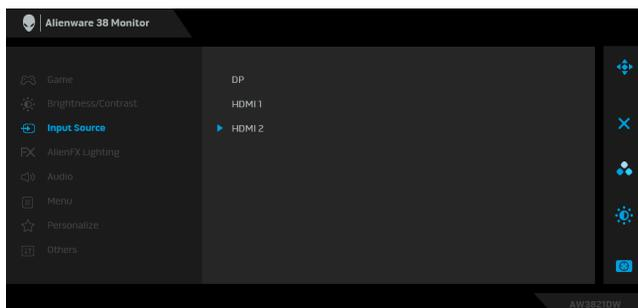 Alienware 38 Monitor
Game
Brightness/Contrast
Input Source
AlienFX Lighting
Audio
Menu
Personalize
Others
DP
HDMI 1
HDMI 2
AW3821DW